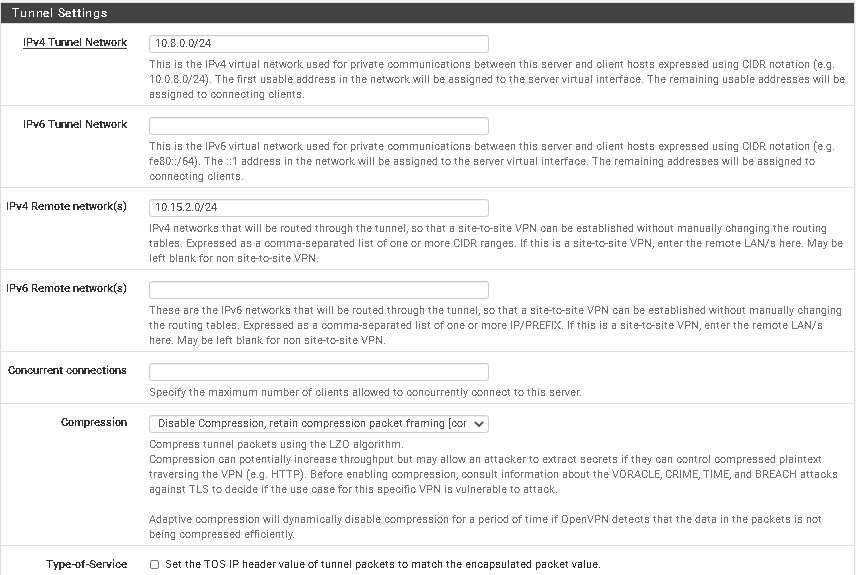 Tunnel Settings
IPv4 Tunnel Network
10.8.0.0/24
This is the IPv4 virtual network used for private communications between this server and client hosts expressed using CIDR notation (e.g.
10.0.8.0/24). The first usable address in the network will be assigned to the server virtual interface. The remaining usable addresses will be
assigned to connecting clients.
IPv6 Tunnel Network
This is the IPv6 virtual network used for private communications between this server and client hosts expressed using CIDR notation (e.g.
fe80::/64). The ::1 address in the network will be assigned to the server virtual interface. The remaining addresses will be assigned to
connecting clients.
IPv4 Remote network(s)
10.15.2.0/24
IPv4 networks that will be routed through the tunnel, so that a site-to-site VPN can be established without manually changing the routing
tables. Expressed as a comma-separated list of one or more CIDR ranges. If this is a site-to-site VPN, enter the remote LAN/s here. May be
left blank for non site-to-site VPN.
IPv6 Remote network(s)
These are the IPv6 networks that will be routed through the tunnel, so that a site-to-site VPN can be established without manually changing
the routing tables. Expressed as a comma-separated list of one or more IP/PREFIX. If this is a site-to-site VPN, enter the remote LAN/s
here. May be left blank for non site-to-site VPN.
Concurrent connections
Specify the maximum number of clients allowed to concurrently connect to this server.
Compression
Disable Compression, retain compression packet framing [cor
Compress tunnel packets using the LZO algorithm.
Compression can potentially increase throughput but may allow an attacker to extract secrets if they can control compressed plaintext
traversing the VPN (e.g. HTTP). Before enabling compression, consult information about the VORACLE, CRIME, TIME, and BREACH attacks
against TLS to decide if the use case for this specific VPN is vulnerable to attack.
Adaptive compression will dynamically disable compression for a period of time if OpenVPN detects that the data in the packets is not
being compressed efficiently.
Type-of-Service
Set the TOS IP header value of tunnel packets to match the encapsulated packet value.